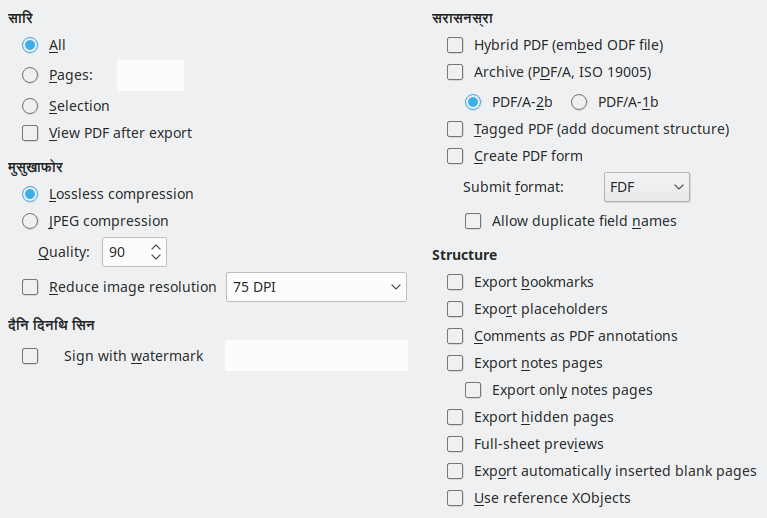 सारि
All
Pages:
Selection
View PDF after export
मुसुखाफोर
Lossless compression
JPEG compression
Quality: 90
Reduce image resolution 75 DPI
दैनि दिनथि सिन
Sign with watermark
सरासनस्रा
Hybrid PDF (embed ODF file)
Archive (PDF/A, ISO 19005)
PDF/A-2b PDF/A-1b
Tagged PDF (add document structure)
Create PDF form
Submit format: FDF
Allow duplicate field names
Structure
Export bookmarks
Export placeholders
Comments as PDF annotations
Export notes pages
Export only notes pages
Export hidden pages
Full-sheet previews
Export automatically inserted blank pages
Use reference XObjects